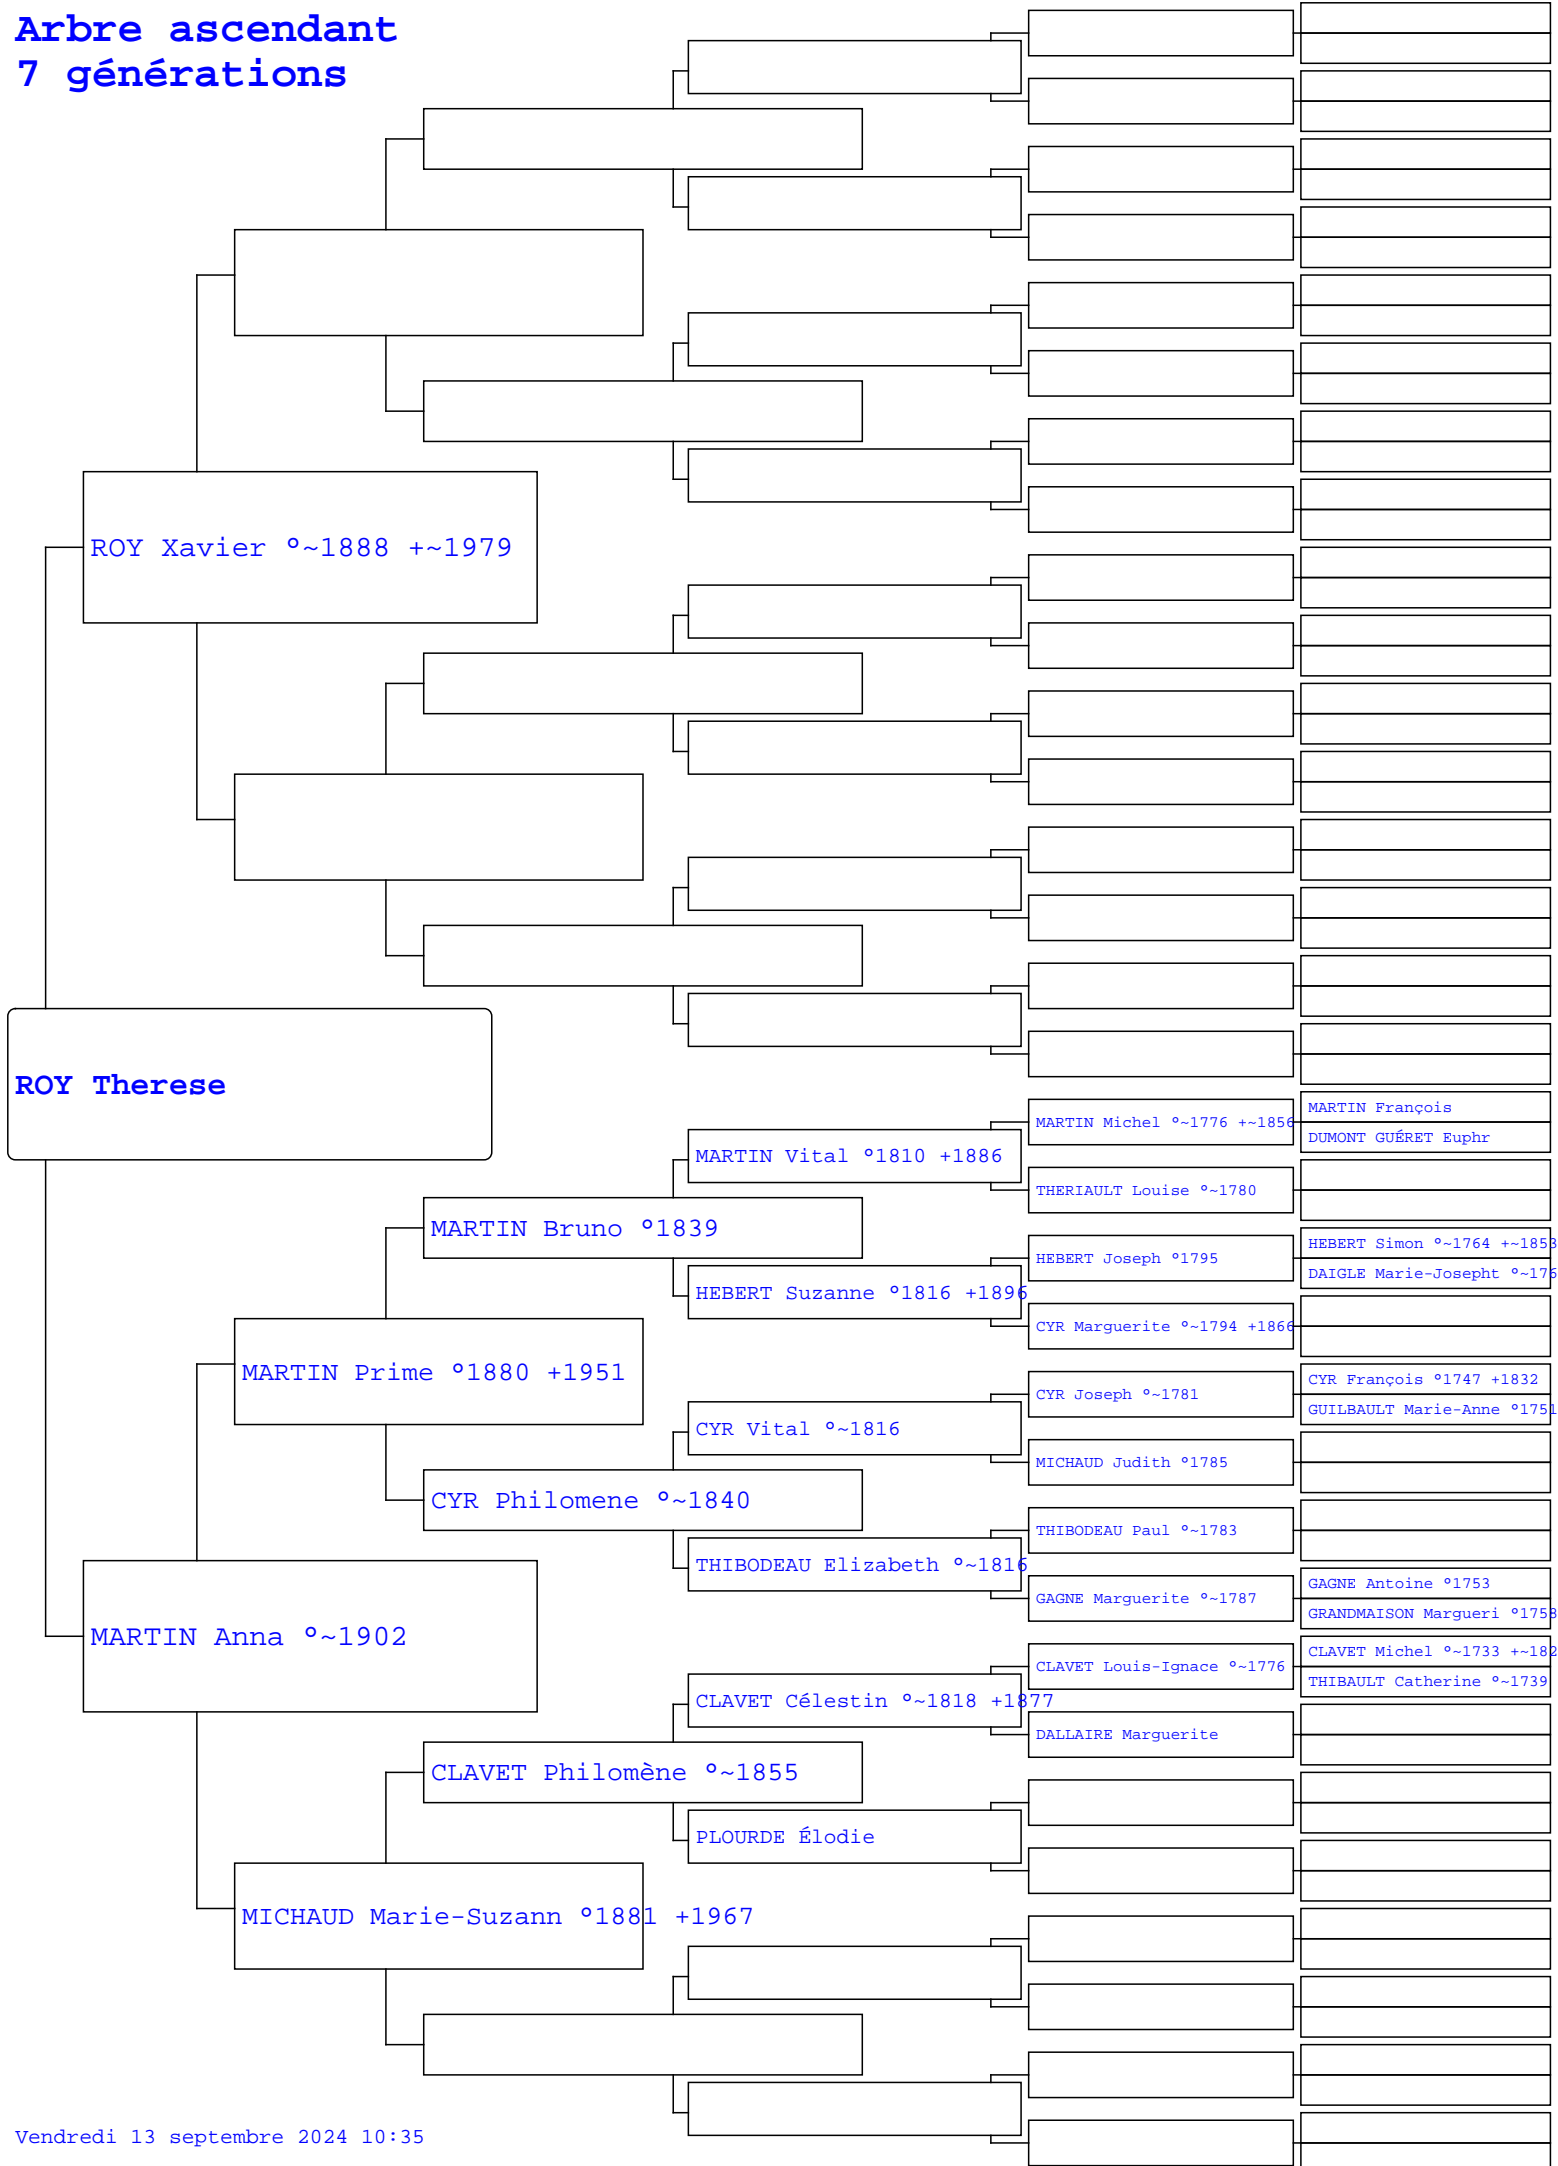 Arbre ascendant
7 générations
ROY Xavier °~1888 +~1979
ROY Therese
MARTIN François
MARTIN Michel °~1776 +~1856
DUMONT GUÉRET Euphr
MARTIN Vital °1810 +1886
THERIAULT Louise °~1780
MARTIN Bruno °1839
HEBERT Simon °~1764 +~1853
HEBERT Joseph °1795
DAIGLE Marie-Josepht °~176
HEBERT Suzanne °1816 +1896
CYR Marguerite °~1794 +1866
MARTIN Prime °1880 +1951
CYR François °1747 +1832
CYR Joseph °~1781
GUILBAULT Marie-Anne °1751
CYR Vital °~1816
MICHAUD Judith °1785
CYR Philomene °~1840
THIBODEAU Paul °~1783
THIBODEAU Elizabeth °~1816
GAGNE Antoine °1753
GAGNE Marguerite °~1787
GRANDMAISON Margueri °1758
MARTIN Anna °~1902
CLAVET Michel °~1733 +~182
CLAVET Louis-Ignace °~1776
THIBAULT Catherine °~1739
CLAVET Célestin °~1818 +1877
DALLAIRE Marguerite
CLAVET Philomène °~1855
PLOURDE Élodie
MICHAUD Marie-Suzann °1881 +1967
Vendredi 13 septembre 2024 10:35